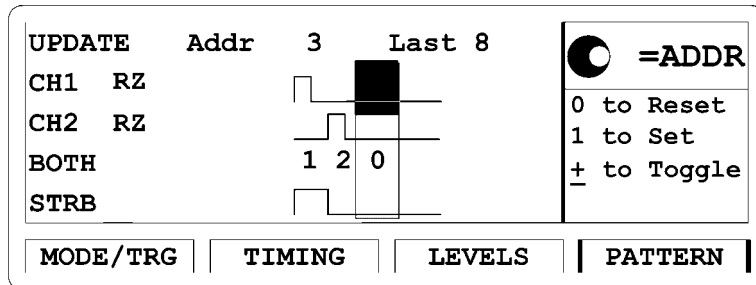 UPDATE Addr 3 Last 8
CH1 RZ
CH2 RZ
BOTH 1 2 0
STRB
=ADDR
0 to Reset
1 to Set
± to Toggle
MODE/TRG TIMING LEVELS PATTERN